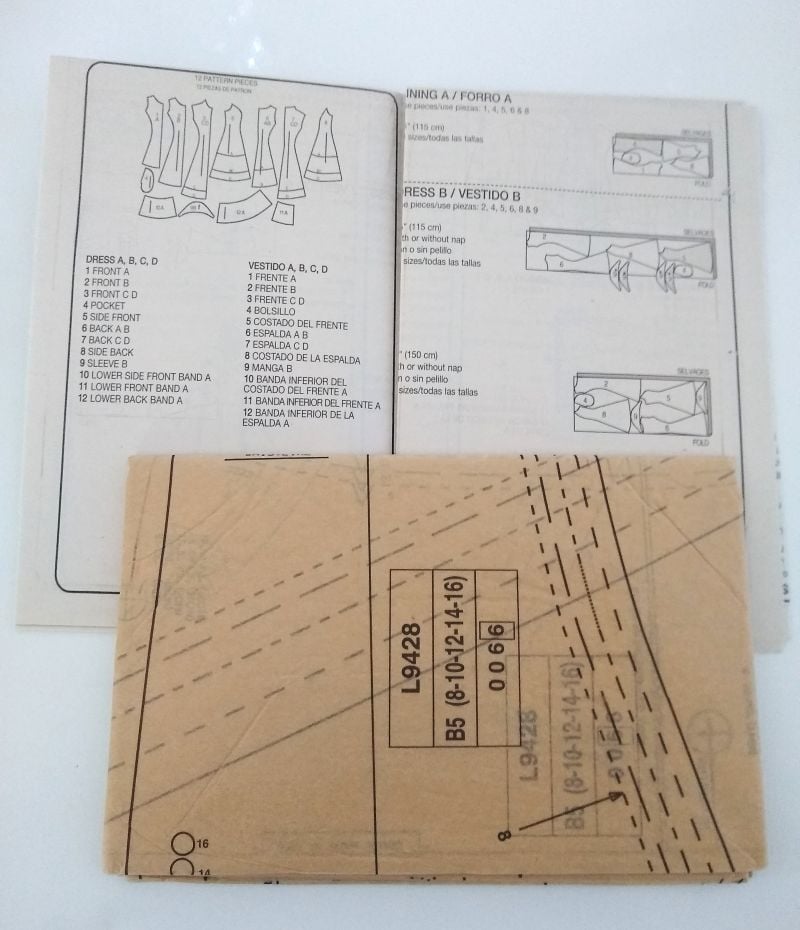 12 PATTERN PIECES
12 PIEZAS DE PATRON
DRESS A, B, C, D
1 FRONT A
2 FRONT B
3 FRONT C D
4 POCKET
5 SIDE FRONT
6 BACK A B
7 BACK C D
8 SIDE BACK
9 SLEEVE B
10 LOWER SIDE FRONT BAND A
11 LOWER FRONT BAND A
12 LOWER BACK BAND A
VESTIDO A, B, C, D
1 FRENTE A
2 FRENTE B
3 FRENTE C D
4 BOLSILLO
5 COSTADO DEL FRENTE
6 ESPALDA A B
7 ESPALDA C D
8 COSTADO DE LA ESPALDA
9 MANGA B
10 BANDA INFERIOR DEL
COSTADO DEL FRENTE A
11 BANDA INFERIOR DEL FRENTE A
12 BANDA INFERIOR DE LA
ESPALDA A
INING A / FORRO A
e pieces/use piezas: 1, 4, 5, 6 & 8
" (115 cm)
sizes/todas las tallas
SELVAGES
FOLD
RESS B / VESTIDO B
e pieces/use piezas: 2, 4, 5, 6, 8 & 9
" (115 cm)
th or without nap
n o sin pelillo
sizes/todas las tallas
SELVAGES
FOLD
" (150 cm)
th or without nap
n o sin pelillo
sizes/todas las tallas
SELVAGES
FOLD
L9428
B5 (8-10-12-14-16)
0066
L9428
B5 (8-10-12-14-16)
8
16
14